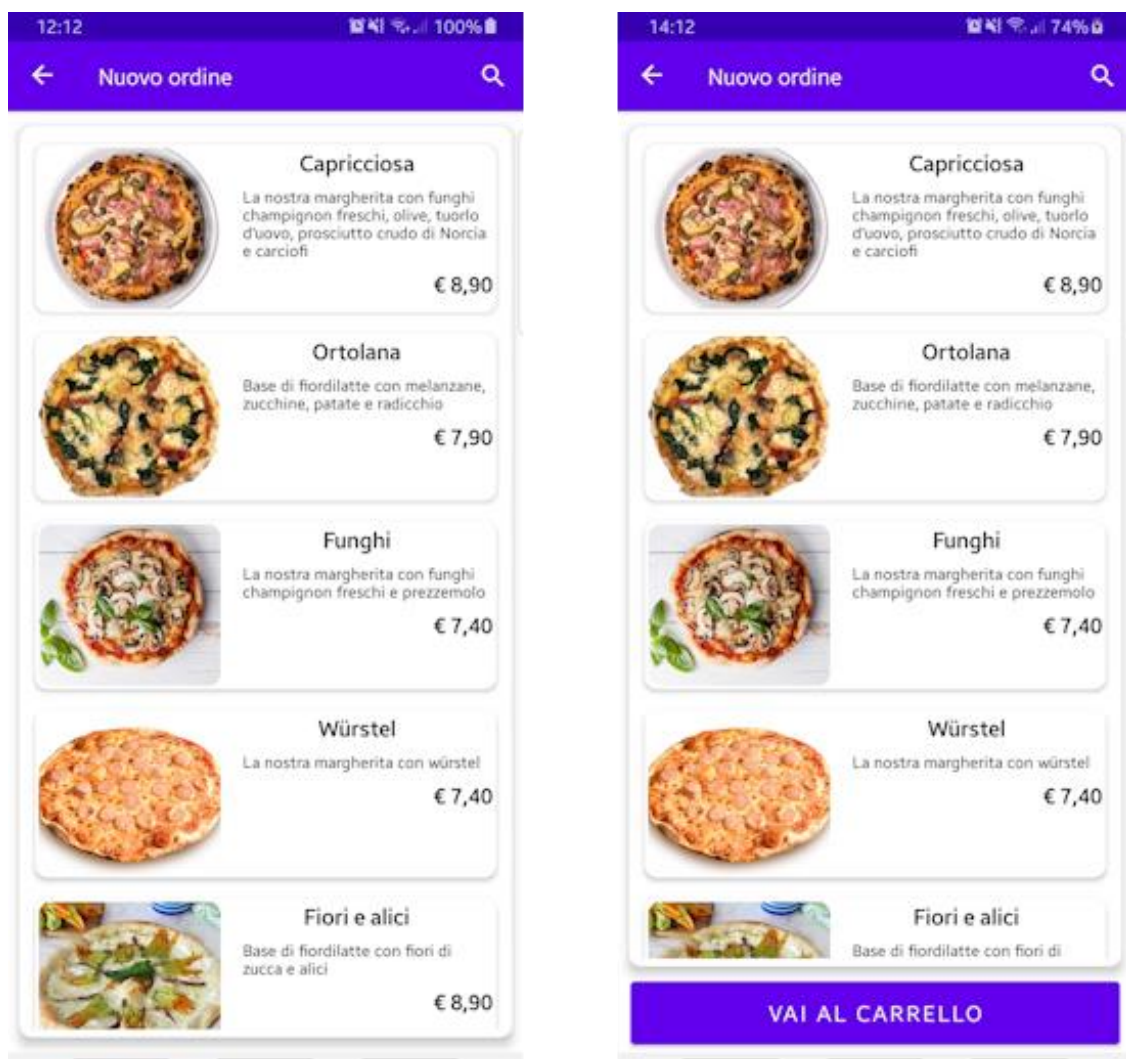 12:12 100%
Nuovo ordine
Capricciosa
La nostra margherita con funghi
champignon freschi, olive, tuorlo
d'uovo, prosciutto crudo di Norcia
e carciofi
€ 8,90
Ortolana
Base di fiordilatte con melanzane,
zucchine, patate e radicchio
€ 7,90
Funghi
La nostra margherita con funghi
champignon freschi e prezzemolo
€ 7,40
Würstel
La nostra margherita con würstel
€ 7,40
Fiori e alici
Base di fiordilatte con fiori di
zucca e alici
€ 8,90
14:12 74%
Nuovo ordine
Capricciosa
La nostra margherita con funghi
champignon freschi, olive, tuorlo
d'uovo, prosciutto crudo di Norcia
e carciofi
€ 8,90
Ortolana
Base di fiordilatte con melanzane,
zucchine, patate e radicchio
€ 7,90
Funghi
La nostra margherita con funghi
champignon freschi e prezzemolo
€ 7,40
Würstel
La nostra margherita con würstel
€ 7,40
Fiori e alici
Base di fiordilatte con fiori di
VAI AL CARRELLO